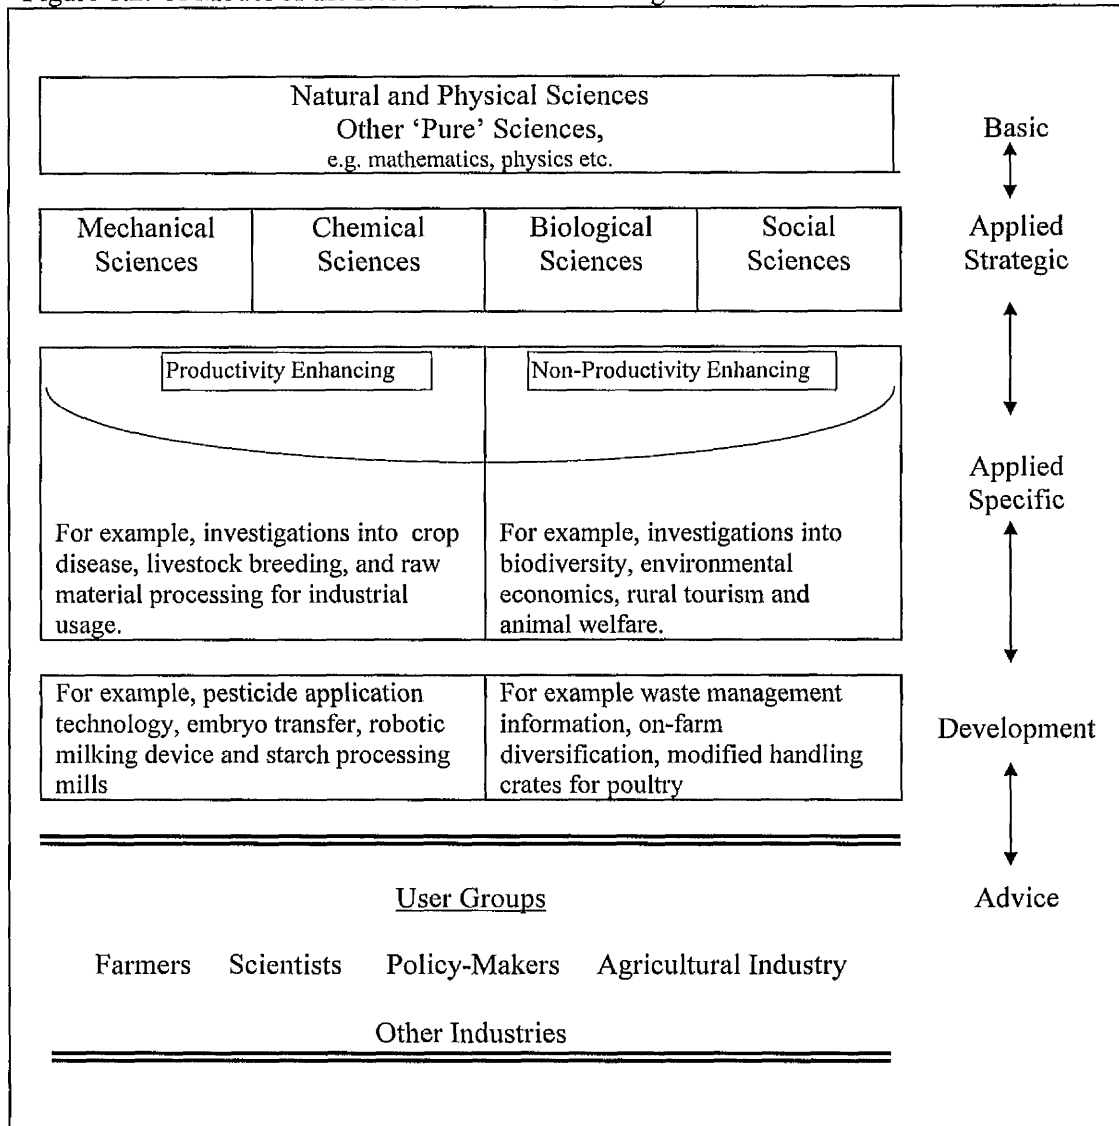 Natural and Physical Sciences
Other ‘Pure’ Sciences,
e.g. mathematics, physics etc.
Basic
Mechanical
Sciences
Chemical
Sciences
Biological
Sciences
Social
Sciences
Applied
Strategic
Productivity Enhancing
Non-Productivity Enhancing
For example, investigations into crop
disease, livestock breeding, and raw
material processing for industrial
usage.
For example, investigations into
biodiversity, environmental
economics, rural tourism and
animal welfare.
Applied
Specific
For example, pesticide application
technology, embryo transfer, robotic
milking device and starch processing
mills
For example waste management
information, on-farm
diversification, modified handling
crates for poultry
Development
User Groups
Advice
Farmers Scientists Policy-Makers Agricultural Industry
Other Industries